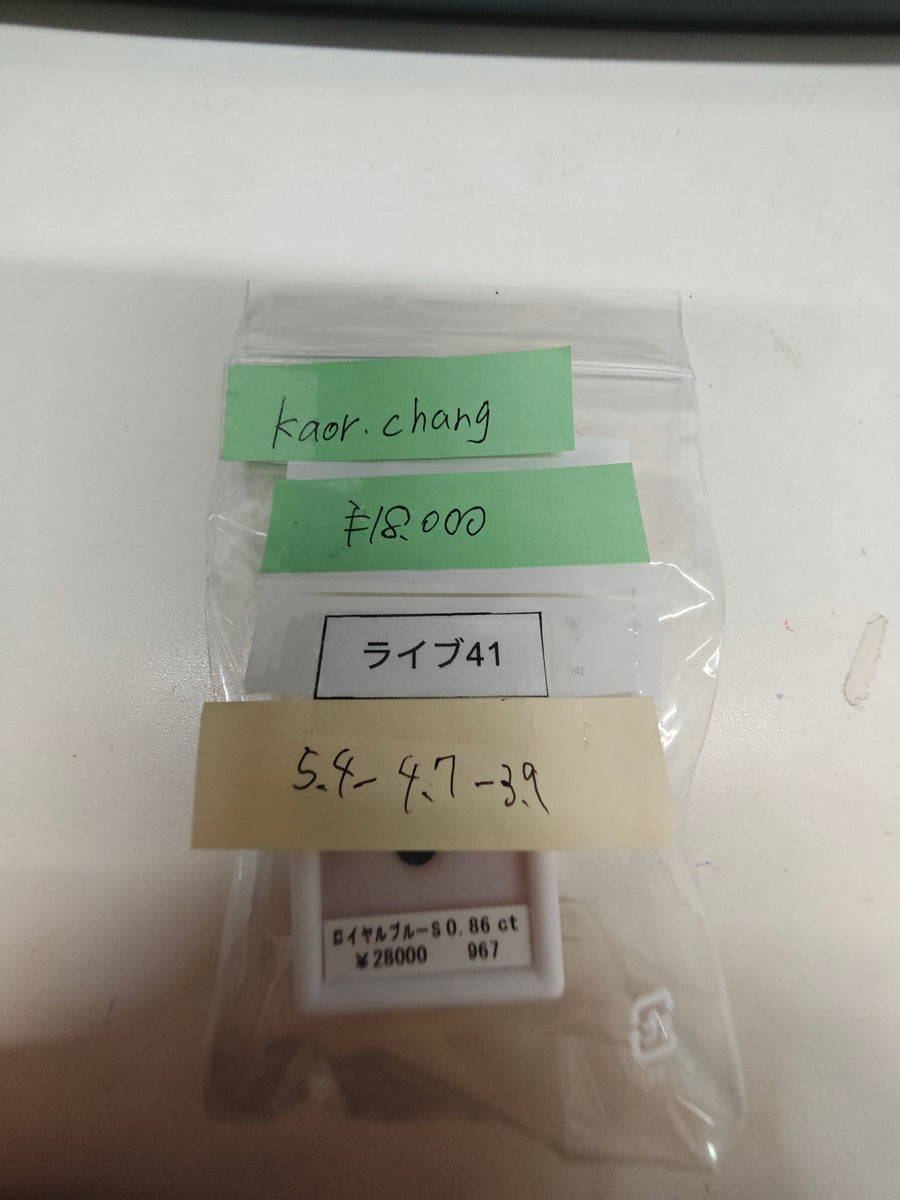 kaor. chang
¥18.000
ライブ41
5.4- 4.7 -3.9
ロイヤルブルーS 0.86 ct
¥28000 967